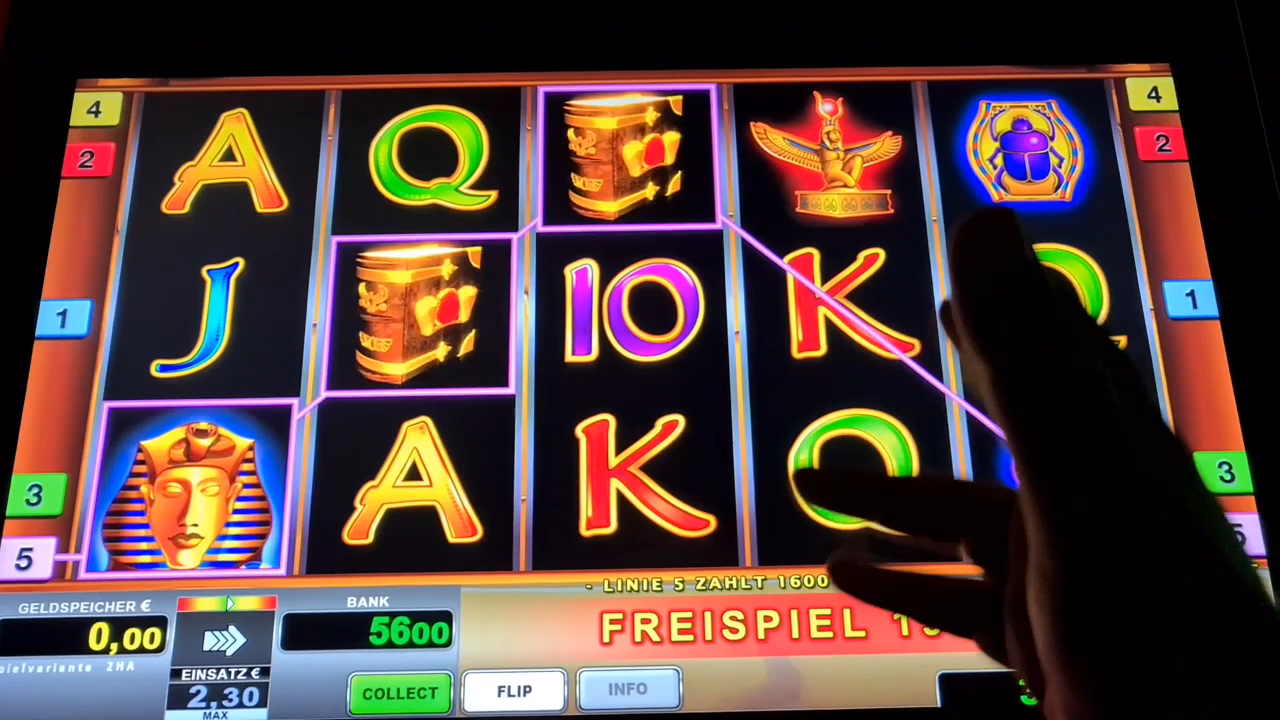 4 A Q 4
2 2
J 10 K
1 1
A K Q
3 3
5
- LINIE 5 ZAHLT 1600
GELDSPEICHER € BANK
0,00 5600 FREISPIEL
2HA
EINSATZ €
2,30 COLLECT FLIP INFO
MAX